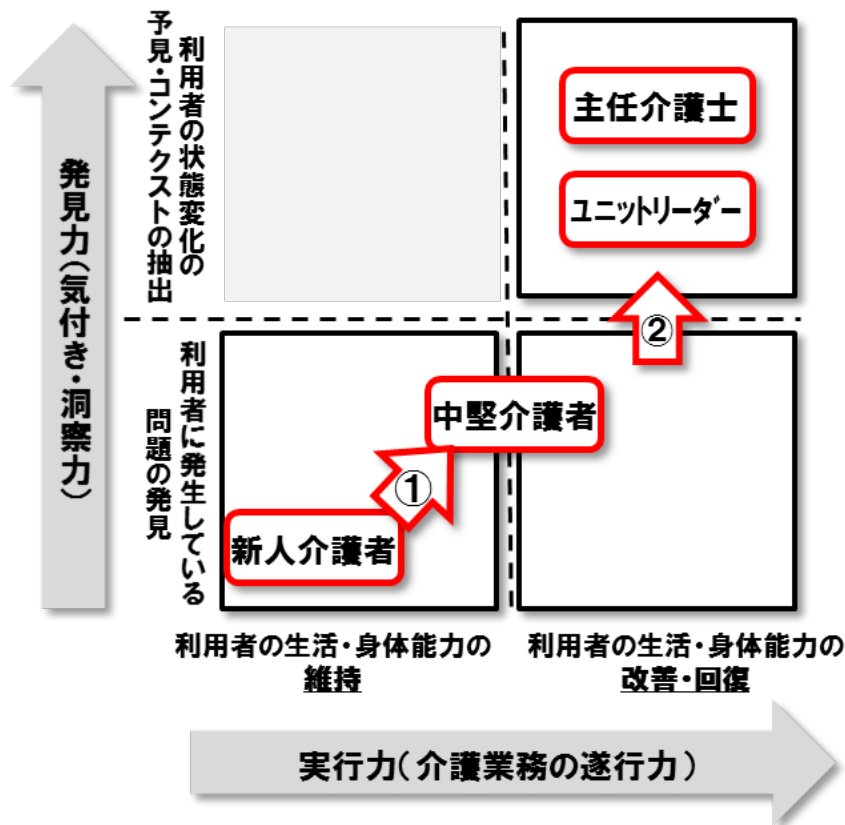 発見力(気付き・洞察力)
利用者の状態変化の
予見・コンテクストの抽出
利用者に発生している
問題の発見
主任介護士
ユニットリーダー
②
中堅介護者
①
新人介護者
利用者の生活・身体能力の
維持
利用者の生活・身体能力の
改善・回復
実行力(介護業務の遂行力)